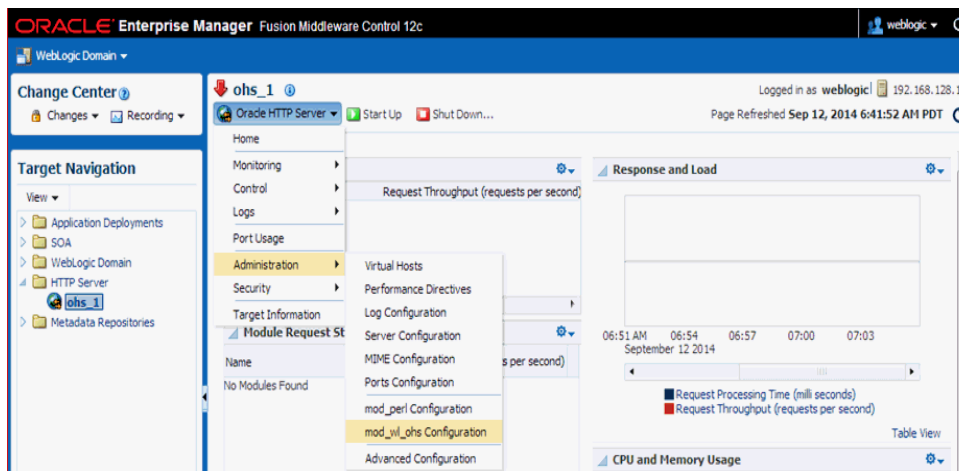 ORACLE Enterprise Manager Fusion Middleware Control 12c
weblogic
WebLogic Domain
Change Center
Changes
Recording
ohs_1
Logged in as weblogic
192.168.128.1
Oracle HTTP Server
Start Up
Shut Down...
Page Refreshed Sep 12, 2014 6:41:52 AM PDT
Target Navigation
View
Application Deployments
SOA
WebLogic Domain
HTTP Server
ohs_1
Metadata Repositories
Home
Monitoring
Control
Logs
Port Usage
Administration
Security
Target Information
Virtual Hosts
Performance Directives
Log Configuration
Server Configuration
MIME Configuration
Ports Configuration
mod_perl Configuration
mod_wl_ohs Configuration
Advanced Configuration
Request Throughput (requests per second)
Module Request St
Name
s per second)
No Modules Found
Response and Load
06:51 AM 06:54 06:57 07:00 07:03
September 12 2014
Request Processing Time (milli seconds)
Request Throughput (requests per second)
Table View
CPU and Memory Usage